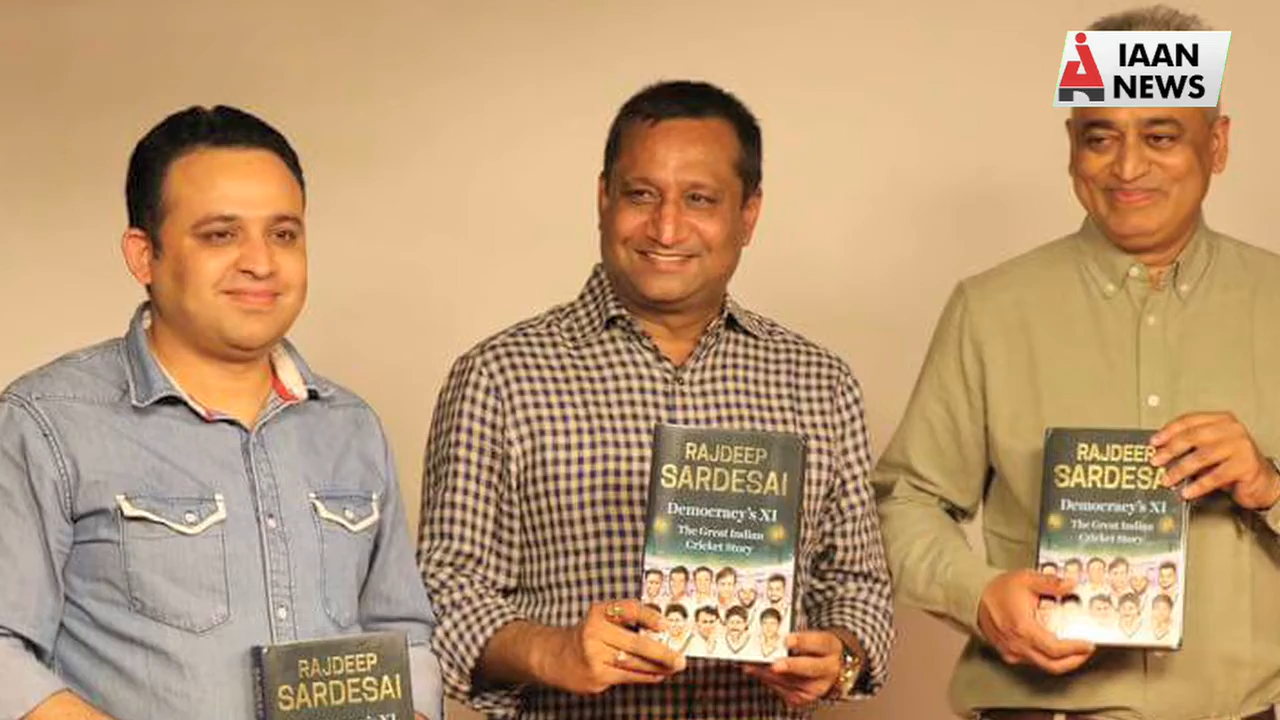 IAAN
NEWS
RAJDEEP
SARDESAI
Democracy's XI
The Great Indian
Cricket Story
RAJDEEP
SARDESAI
Democracy's XI
The Great Indian
Cricket Story
RAJDEEP
SARDESAI